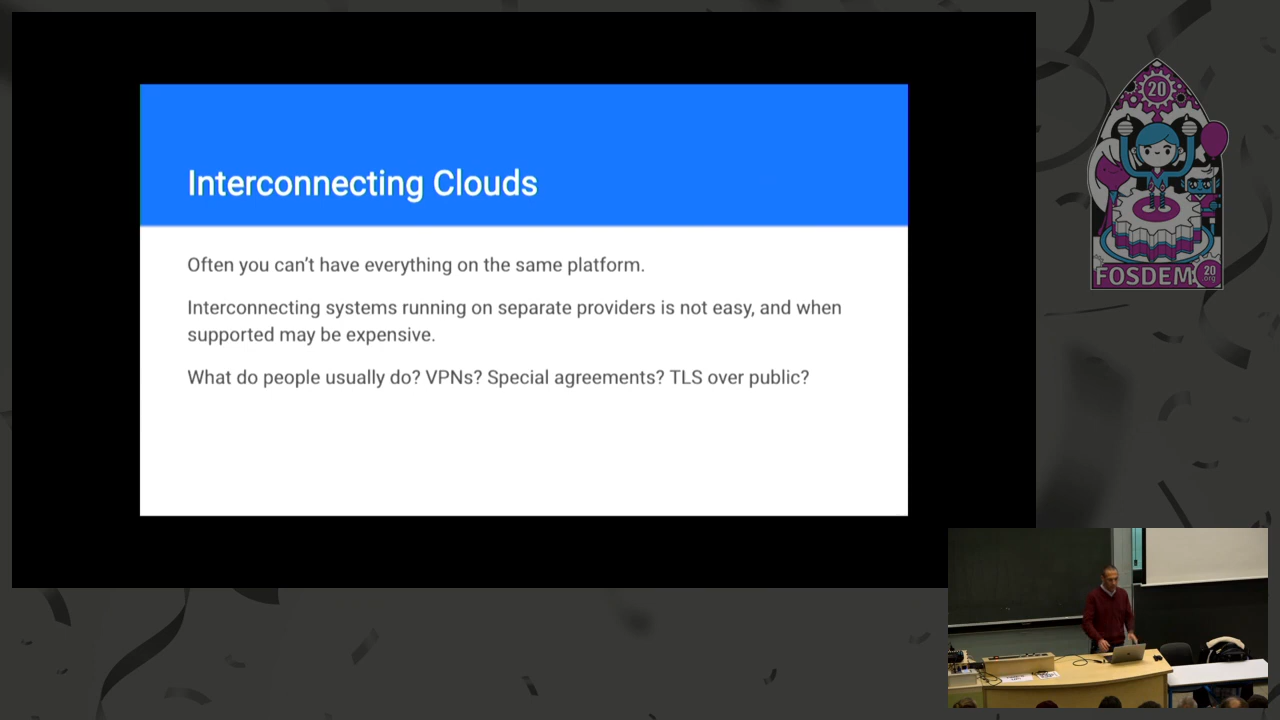 Interconnecting Clouds
Often you can't have everything on the same platform.
Interconnecting systems running on separate providers is not easy, and when
supported may be expensive.
What do people usually do? VPNs? Special agreements? TLS over public?
20
FOSDEM
20
.org